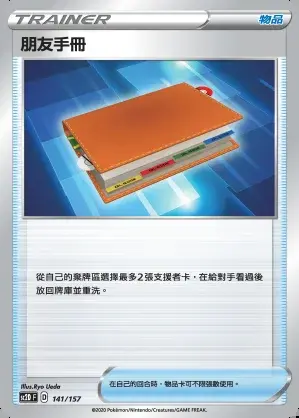 TRAINER 物品
朋友手冊
從自己的棄牌區選擇最多2張支援者卡，在給對手看過後
放回牌庫並重洗。
Illus.Ryo Ueda
SC1D F D 141/157
在自己的回合時，物品卡可不限張數使用。
©2020 Pokémon/Nintendo/Creatures/GAME FREAK.